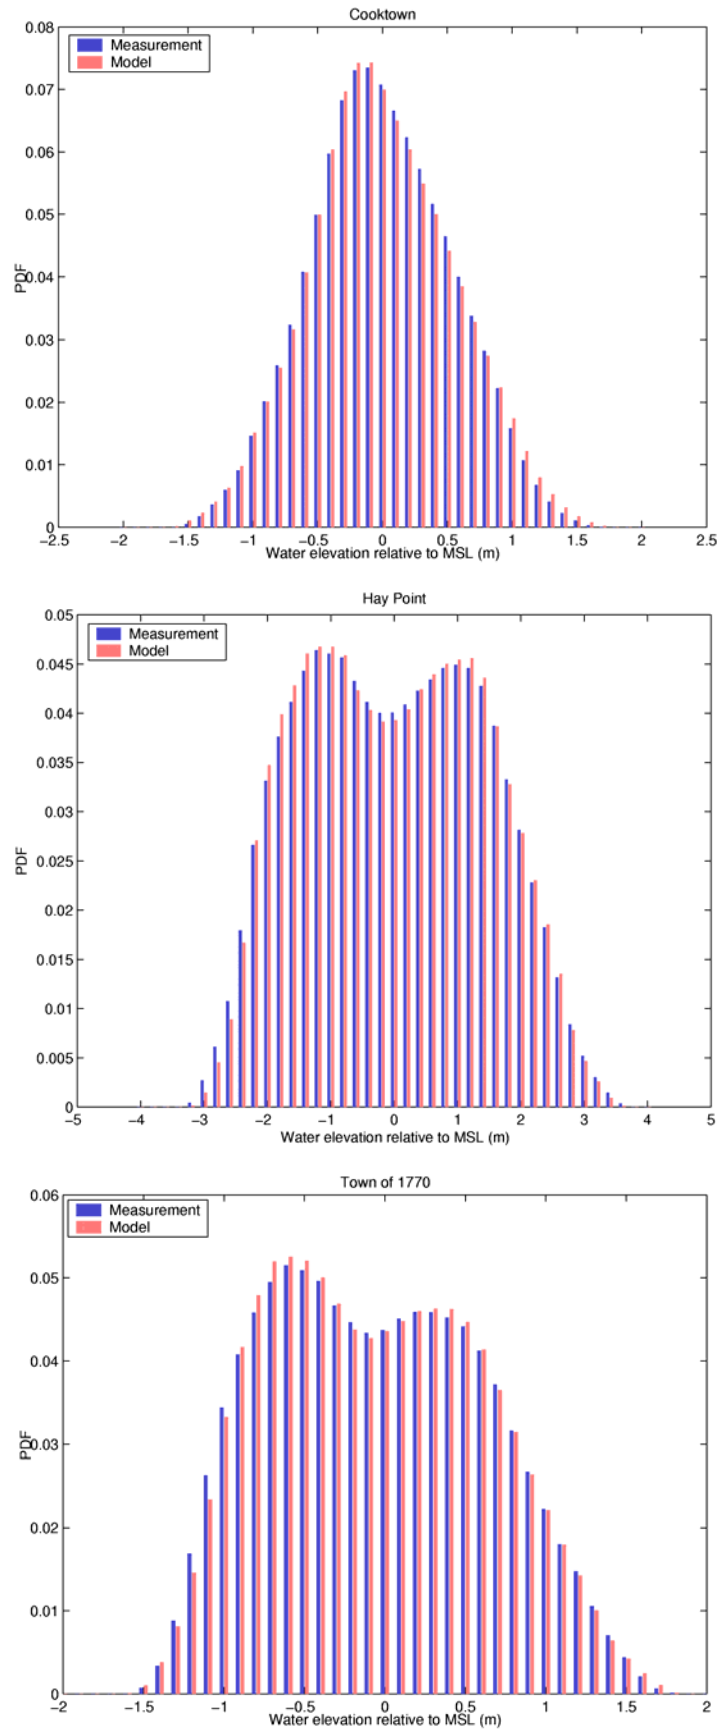 Cooktown
0.08
Measurement
Model
0.07
0.06
0.05
0.04
PDF
0.03
0.02
0.01
0
−2.5 −2 −1.5 −1 −0.5 0 0.5 1 1.5 2 2.5
Water elevation relative to MSL (m)
Hay Point
0.05
Measurement
Model
0.045
0.04
0.035
0.03
0.025
PDF
0.02
0.015
0.01
0.005
0
−5 −4 −3 −2 −1 0 1 2 3 4 5
Water elevation relative to MSL (m)
Town of 1770
0.06
Measurement
Model
0.05
0.04
0.03
PDF
0.02
0.01
0
−2 −1.5 −1 −0.5 0 0.5 1 1.5 2
Water elevation relative to MSL (m)